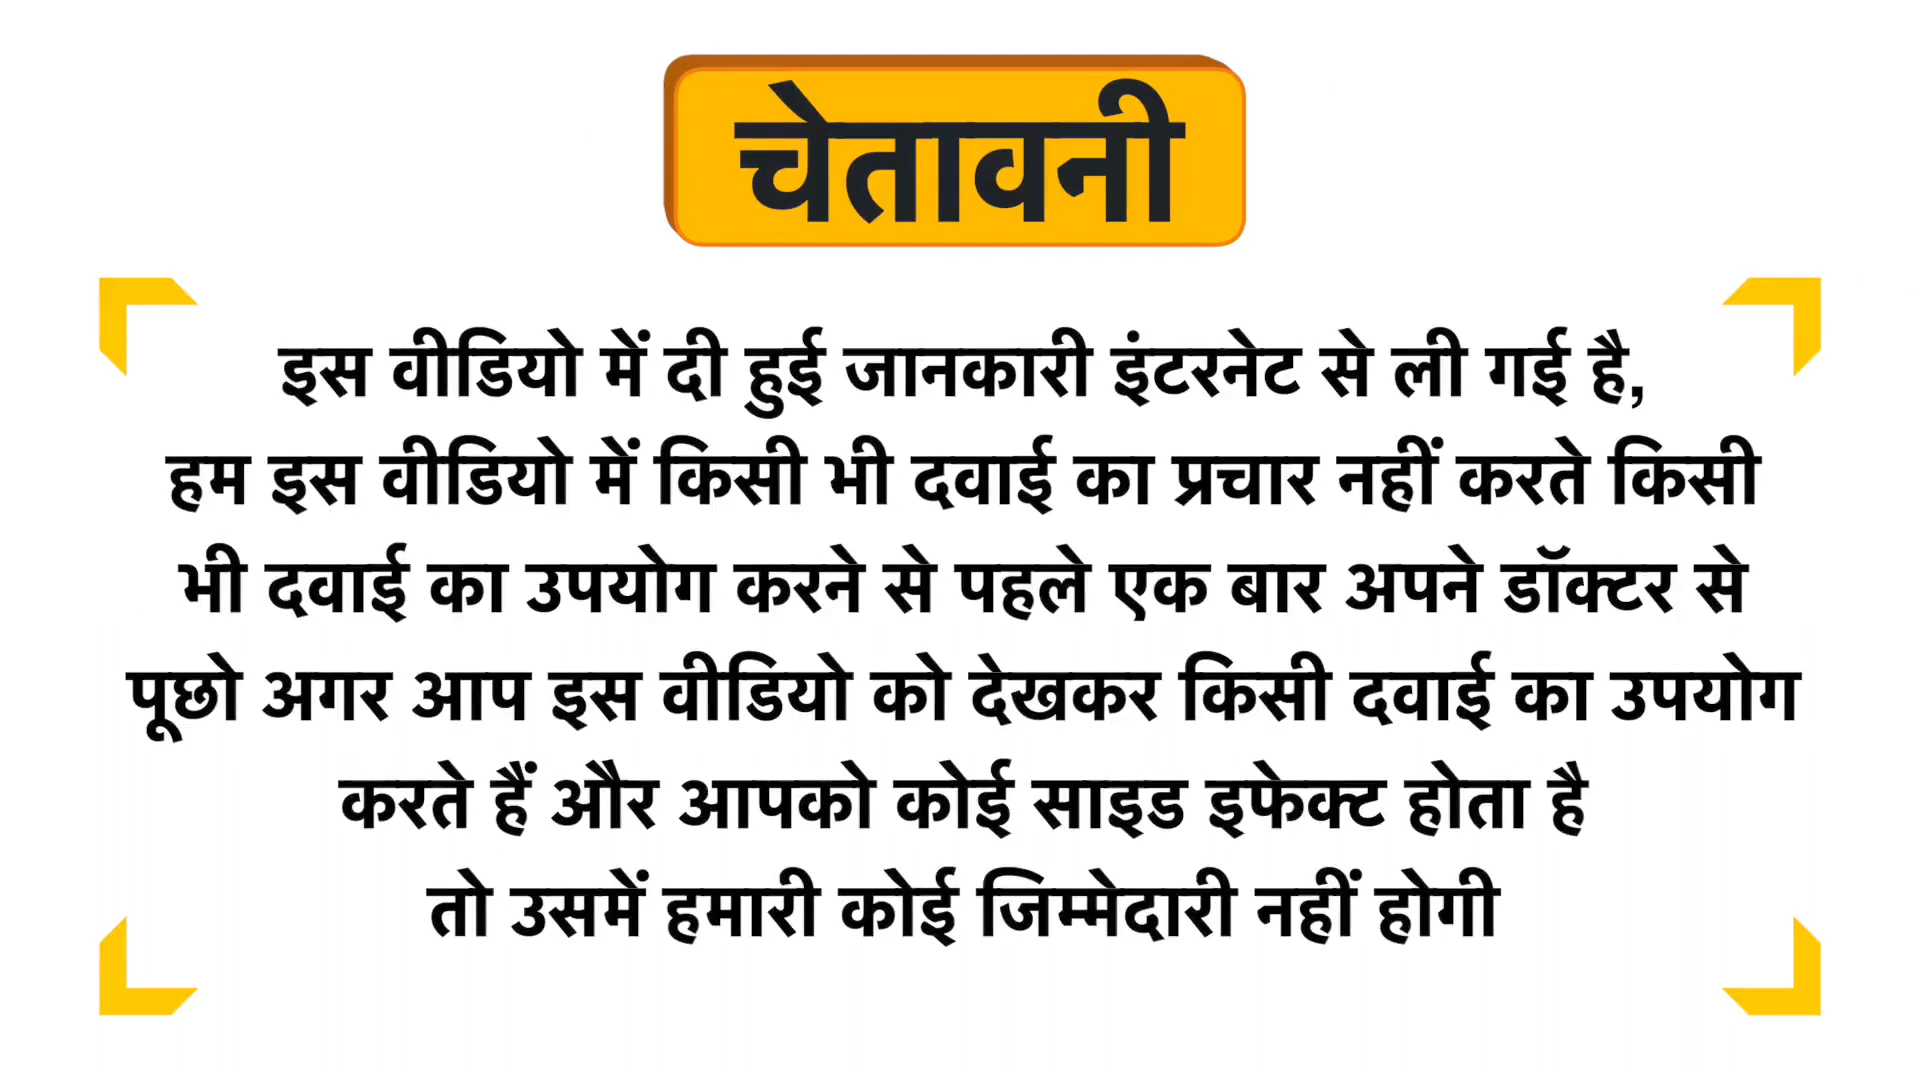 चेतावनी
इस वीडियो में दी हुई जानकारी इंटरनेट से ली गई है,
हम इस वीडियो में किसी भी दवाई का प्रचार नहीं करते किसी
भी दवाई का उपयोग करने से पहले एक बार अपने डॉक्टर से
पूछो अगर आप इस वीडियो को देखकर किसी दवाई का उपयोग
करते हैं और आपको कोई साइड इफेक्ट होता है
तो उसमें हमारी कोई जिम्मेदारी नहीं होगी